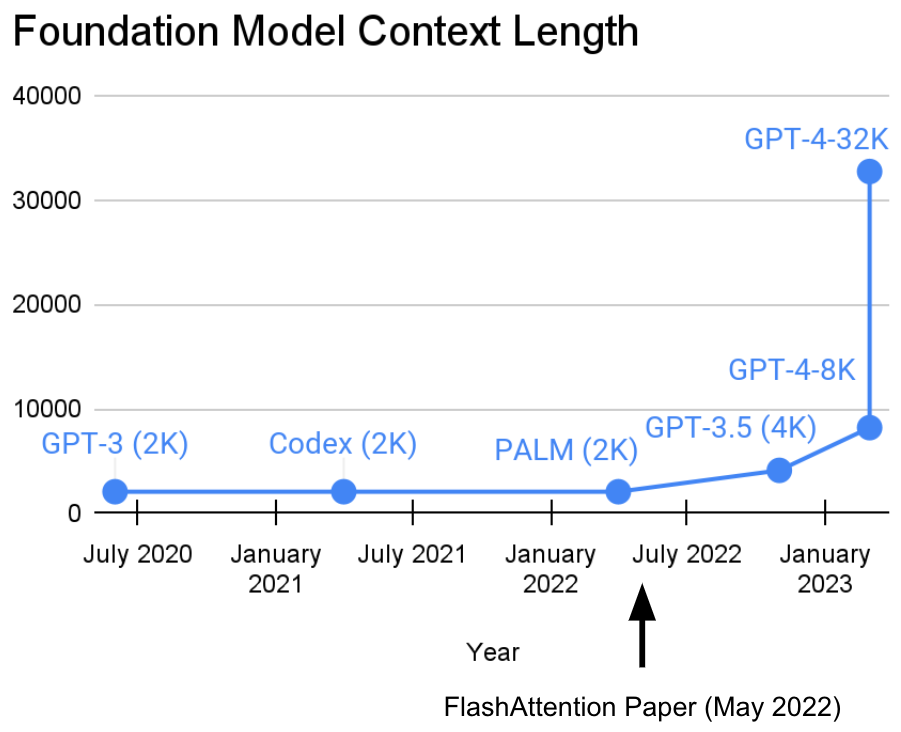 Foundation Model Context Length
40000
30000
20000
10000
0
GPT-4-32K
GPT-4-8K
GPT-3.5 (4K)
GPT-3 (2K)
Codex (2K)
PALM (2K)
July 2020
January
2021
July 2021
January
2022
July 2022
January
2023
Year
FlashAttention Paper (May 2022)